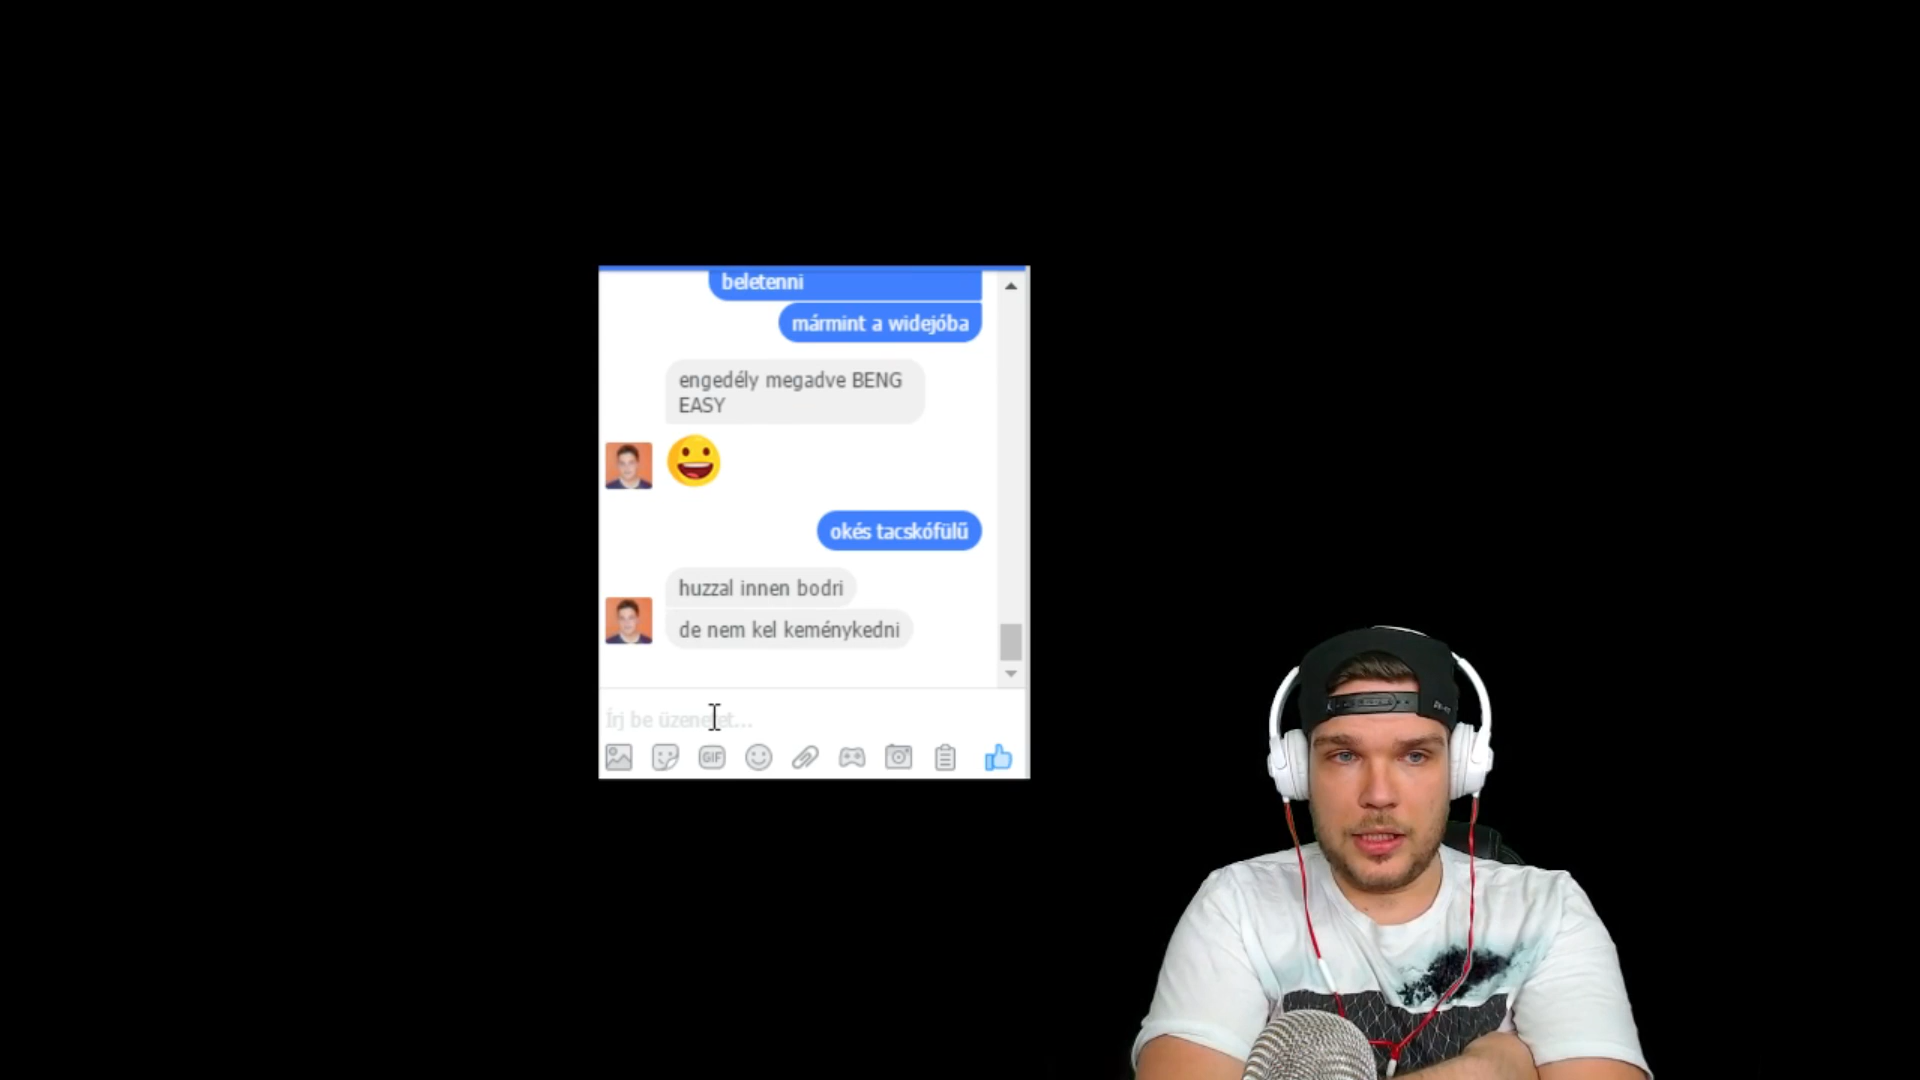 beletenni
mármint a widejóba
engedély megadve BENG
EASY
okés tacskófülű
huzzal innen bodri
de nem kel keménykedni
Írj be üzenetet...
GIF